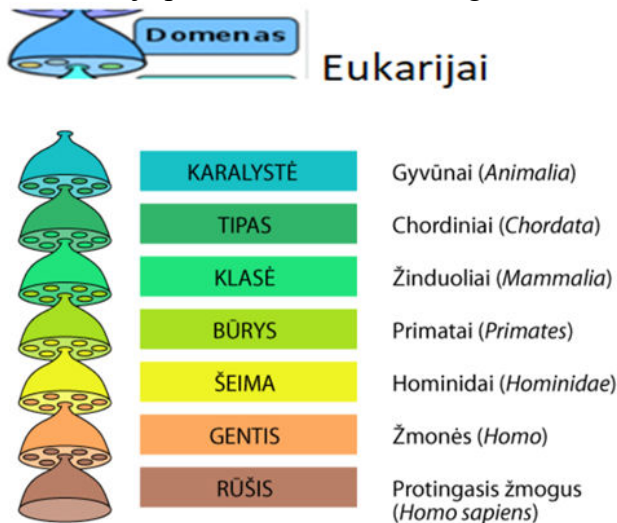 Domenas
Eukarijai
KARALYSTĖ Gyvūnai (Animalia)
TIPAS Chordiniai (Chordata)
KLASĖ Žinduoliai (Mammalia)
BŪRYS Primatai (Primates)
ŠEIMA Hominidai (Hominidae)
GENTIS Žmonės (Homo)
RŪŠIS Protingasis žmogus
(Homo sapiens)